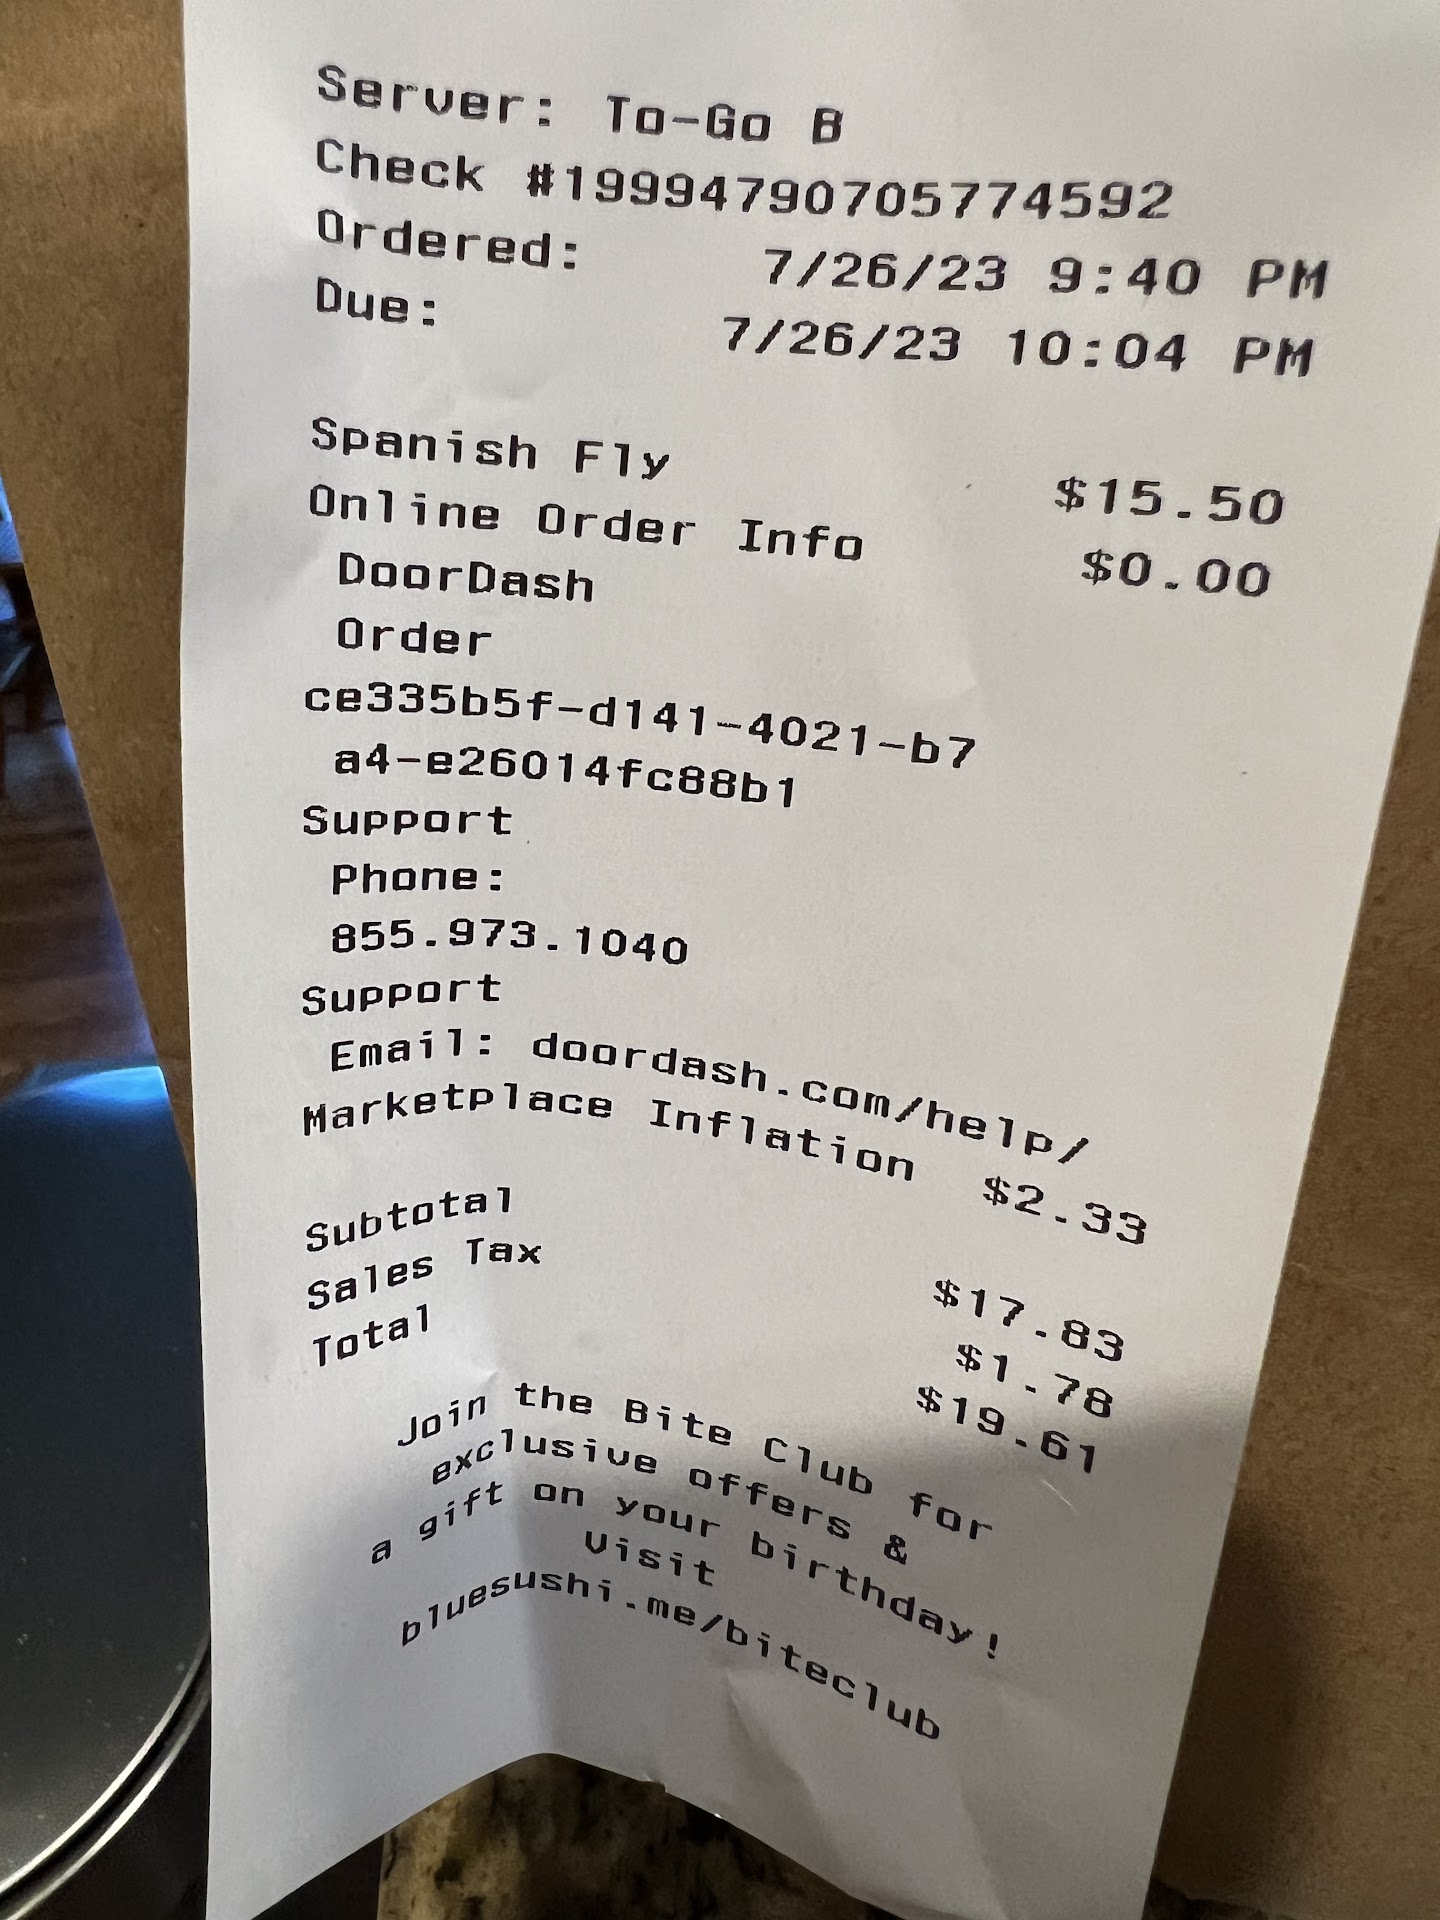 Server: To-Go B
Check #19994790705774592
Ordered: 7/26/23 9:40 PM
Due: 7/26/23 10:04 PM
Spanish Fly $15.50
Online Order Info $0.00
DoorDash
Order
ce335b5f-d141-4021-b7
a4-e26014fc88b1
Support
Phone:
855.973.1040
Support
Email: doordash.com/help/
Marketplace Inflation $2.33
Subtotal $17.83
Sales Tax $1.78
Total $19.61
Join the Bite Club for
exclusive offers &
a gift on your birthday!
Visit
bluesushi.me/biteclub